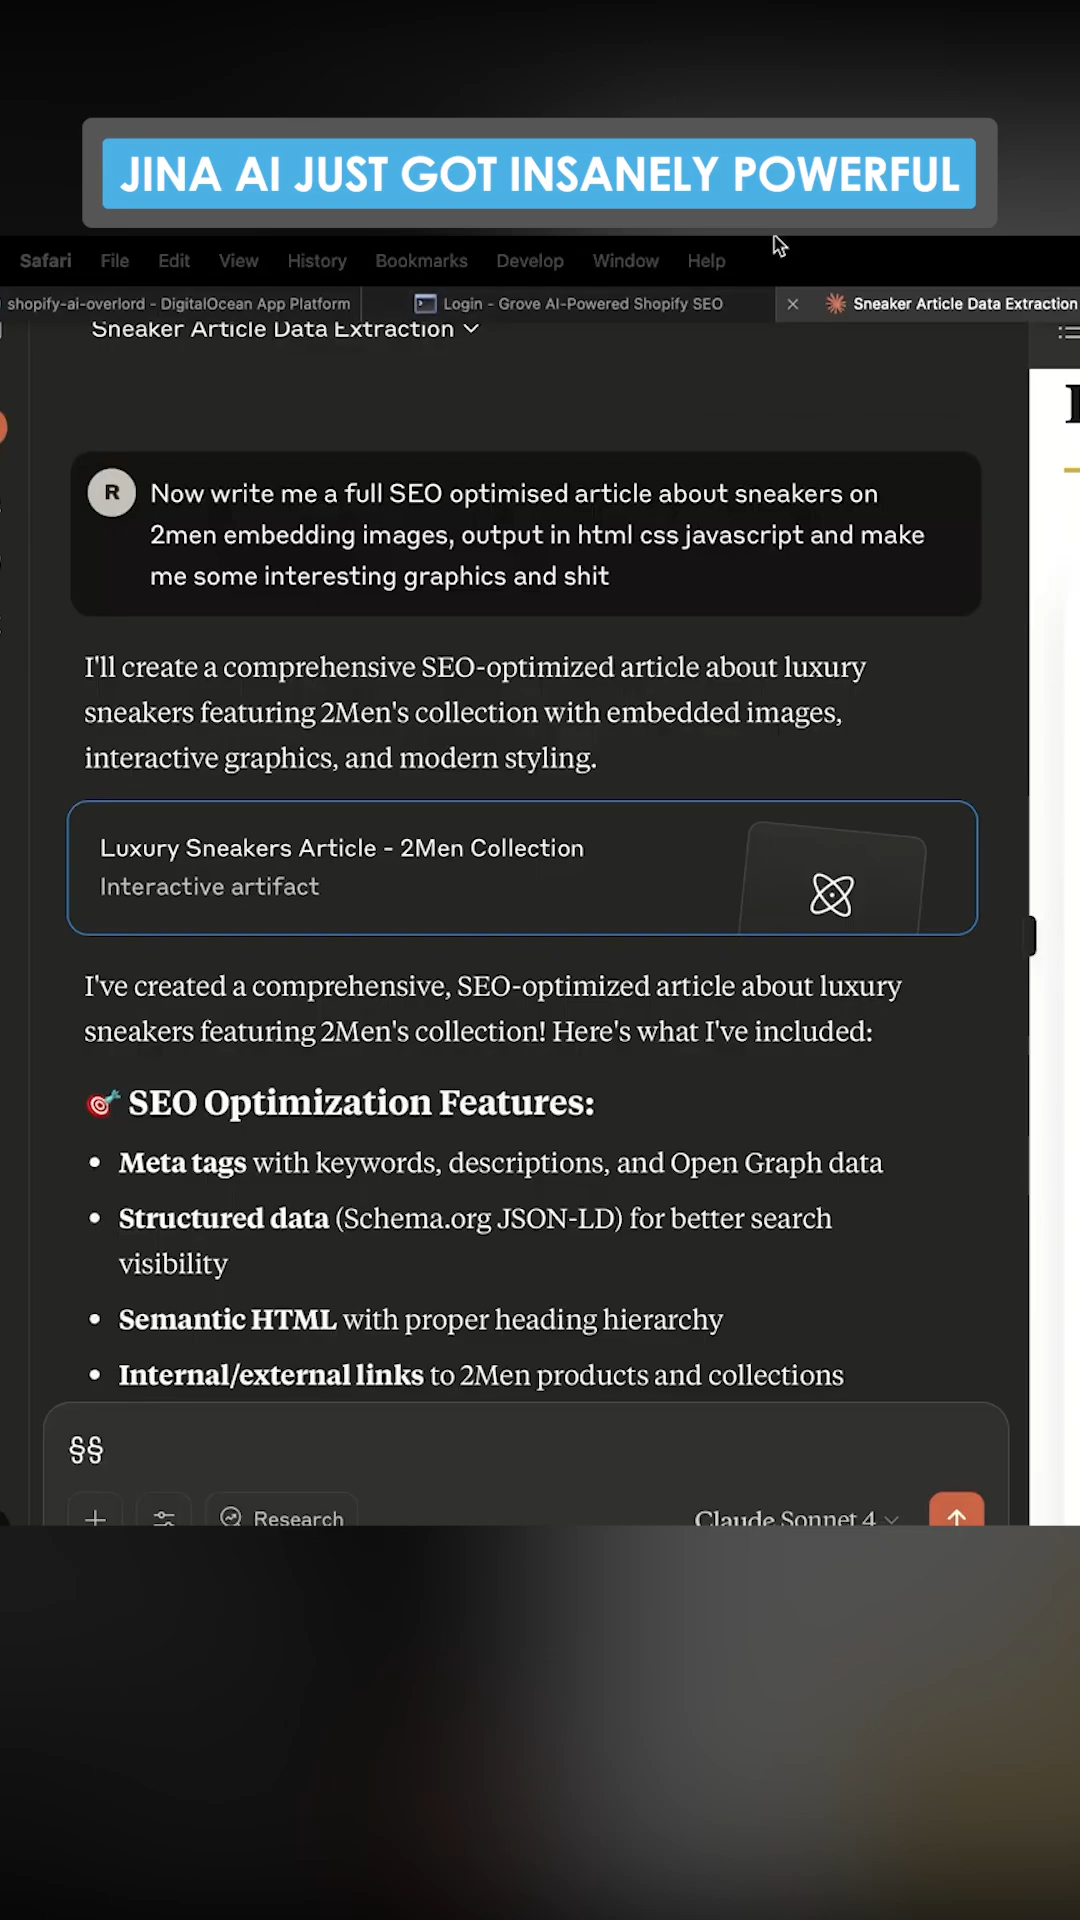 JINA AI JUST GOT INSANELY POWERFUL
Safari File Edit View History Bookmarks Develop Window Help
shopify-ai-overlord - DigitalOcean App Platform
Login - Grove AI-Powered Shopify SEO
Sneaker Article Data Extraction
Sneaker Article Data Extraction
R
Now write me a full SEO optimised article about sneakers on
2men embedding images, output in html css javascript and make
me some interesting graphics and shit
I'll create a comprehensive SEO-optimized article about luxury
sneakers featuring 2Men's collection with embedded images,
interactive graphics, and modern styling.
Luxury Sneakers Article - 2Men Collection
Interactive artifact
I've created a comprehensive, SEO-optimized article about luxury
sneakers featuring 2Men's collection! Here's what I've included:
🎯 SEO Optimization Features:
• Meta tags with keywords, descriptions, and Open Graph data
• Structured data (Schema.org JSON-LD) for better search
visibility
• Semantic HTML with proper heading hierarchy
• Internal/external links to 2Men products and collections
§§
Research
Claude Sonnet 4